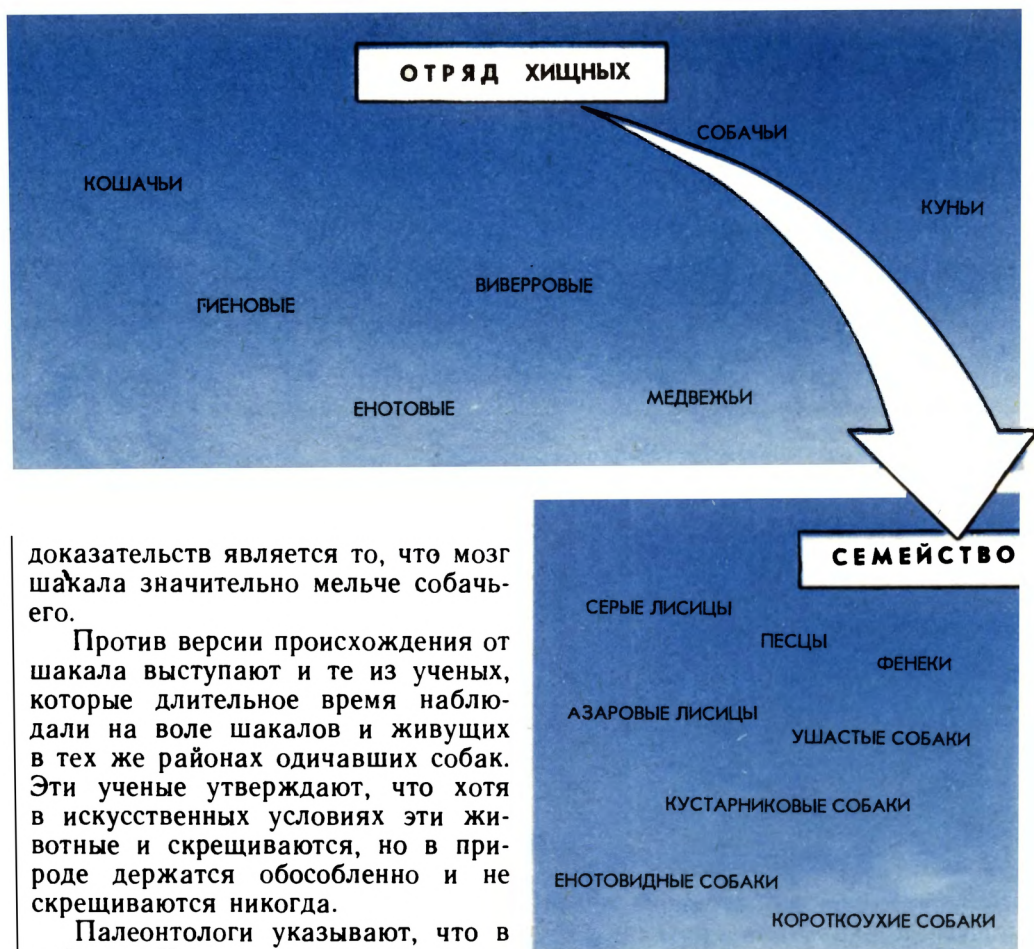 ОТРЯД ХИЩНЫХ
СОБАЧЬИ
КОШАЧЬИ
КУНЬИ
ВИВЕРРОВЫЕ
ГИЕНОВЫЕ
МЕДВЕЖЬИ
ЕНОТОВЫЕ
доказательств является то, что мозг
шакала значительно мельче собачь-
его.
Против версии происхождения от
шакала выступают и те из ученых,
которые длительное время наблю-
дали на воле шакалов и живущих
в тех же районах одичавших собак.
Эти ученые утверждают, что хотя
в искусственных условиях эти жи-
вотные и скрещиваются, но в при-
роде держатся обособленно и не
скрещиваются никогда.
Палеонтологи указывают, что в
СЕМЕЙСТВО
СЕРЫЕ ЛИСИЦЫ
ПЕСЦЫ
ФЕНЕКИ
АЗАРОВЫЕ ЛИСИЦЫ
УШАСТЫЕ СОБАКИ
КУСТАРНИКОВЫЕ СОБАКИ
ЕНОТОВИДНЫЕ СОБАКИ
КОРОТКОУХИЕ СОБАКИ